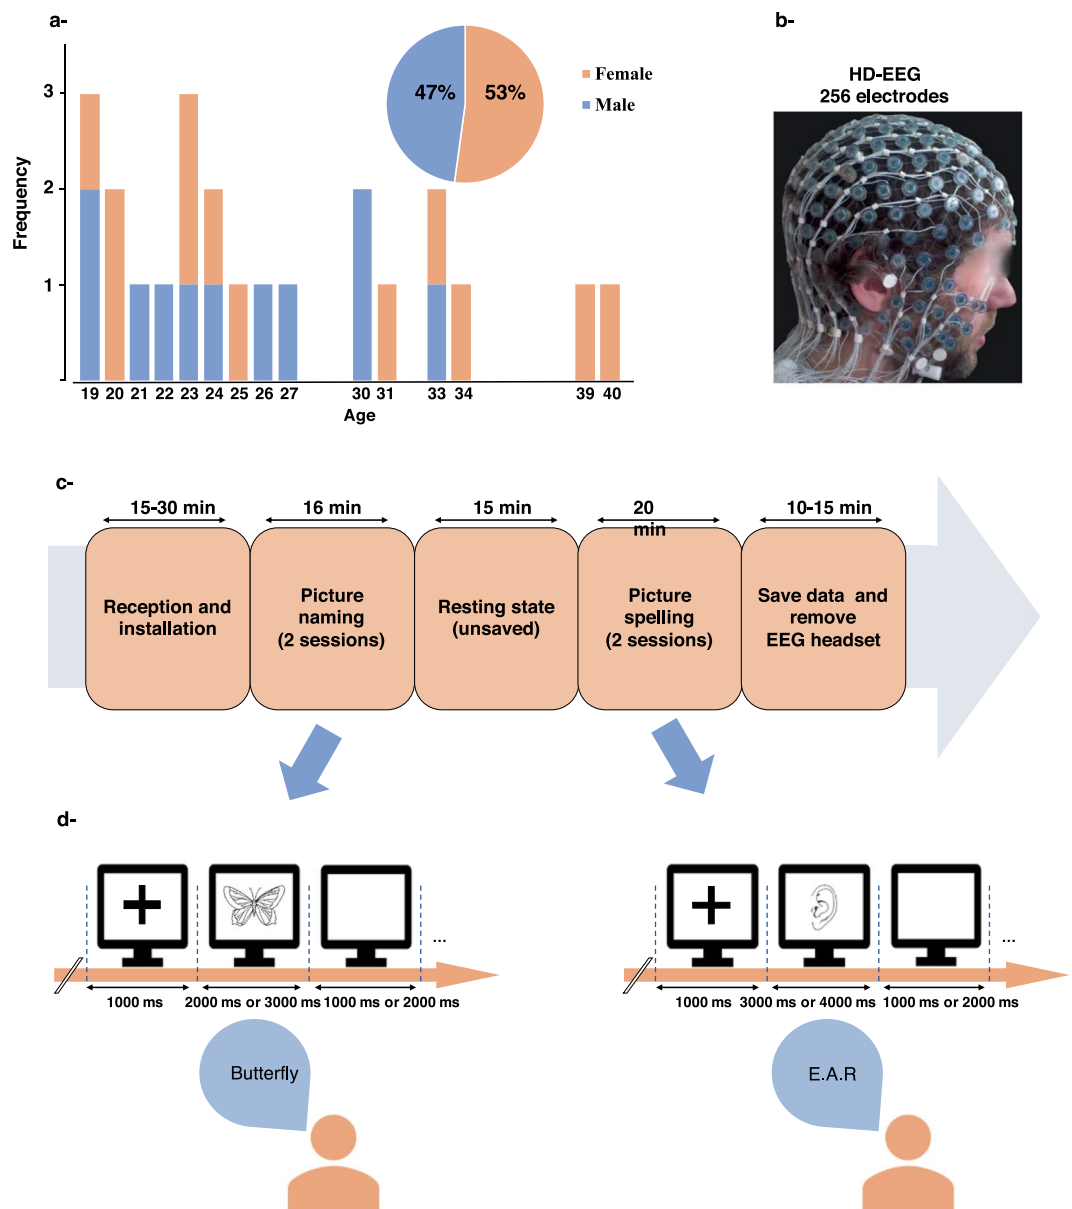 a-
3
2
1
Frequency
19 20 21 22 23 24 25 26 27 30 31 33 34 39 40
Age
47%
53%
Female
Male
b-
HD-EEG
256 electrodes
c-
15-30 min
16 min
15 min
20
min
10-15 min
Reception and
installation
Picture
naming
(2 sessions)
Resting state
(unsaved)
Picture
spelling
(2 sessions)
Save data and
remove
EEG headset
d-
...
1000 ms 2000 ms or 3000 ms 1000 ms or 2000 ms
Butterfly
...
1000 ms 3000 ms or 4000 ms 1000 ms or 2000 ms
E.A.R